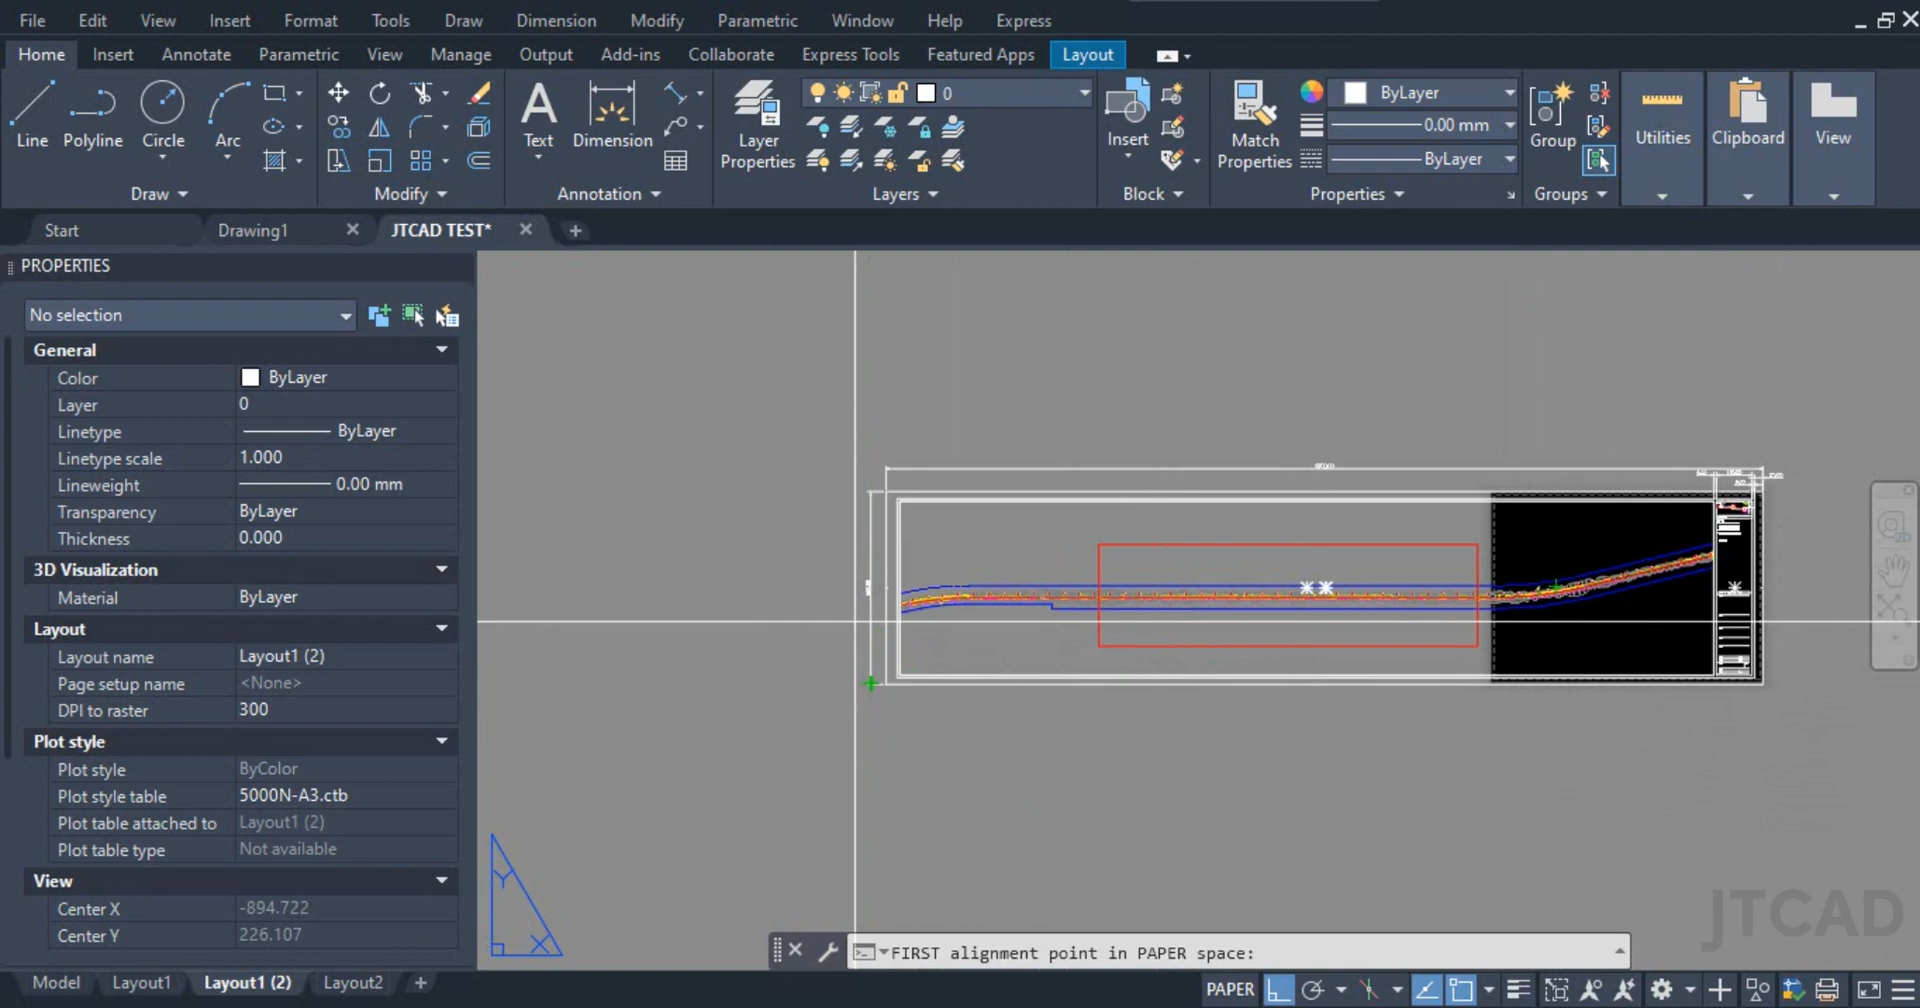 File Edit View Insert Format Tools Draw Dimension Modify Parametric Window Help Express
Home Insert Annotate Parametric View Manage Output Add-ins Collaborate Express Tools Featured Apps Layout
Line Polyline Circle Arc Text Dimension Layer Properties 0 Insert Match Properties ByLayer
0.00 mm
ByLayer
Group Utilities Clipboard View
Draw Modify Annotation Layers Block Properties Groups
Start Drawing1 JTCAD TEST*
PROPERTIES
No selection
General
Color ByLayer
Layer 0
Linetype ByLayer
Linetype scale 1.000
Lineweight 0.00 mm
Transparency ByLayer
Thickness 0.000
3D Visualization
Material ByLayer
Layout
Layout name Layout1 (2)
Page setup name <None>
DPI to raster 300
Plot style
Plot style ByColor
Plot style table 5000N-A3.ctb
Plot table attached to Layout1 (2)
Plot table type Not available
View
Center X -894.722
Center Y 226.107
Y
X
2D
JTCAD
FIRST alignment point in PAPER space:
Model Layout1 Layout1 (2) Layout2 +
PAPER